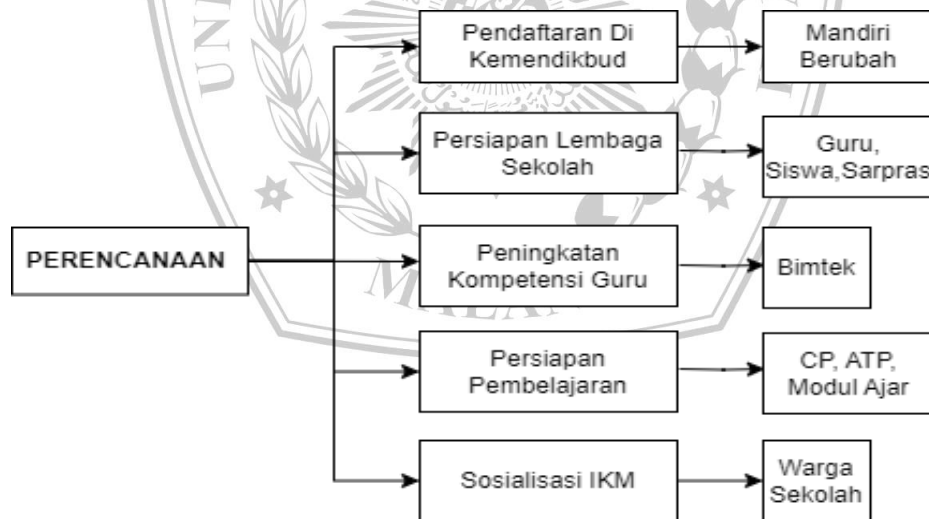 Pendaftaran Di
Kemendikbud
Mandiri
Berubah
Persiapan Lembaga
Sekolah
Guru,
Siswa,Sarpras
PERENCANAAN
Peningkatan
Kompetensi Guru
Bimtek
Persiapan
Pembelajaran
CP, ATP,
Modul Ajar
Sosialisasi IKM
Warga
Sekolah